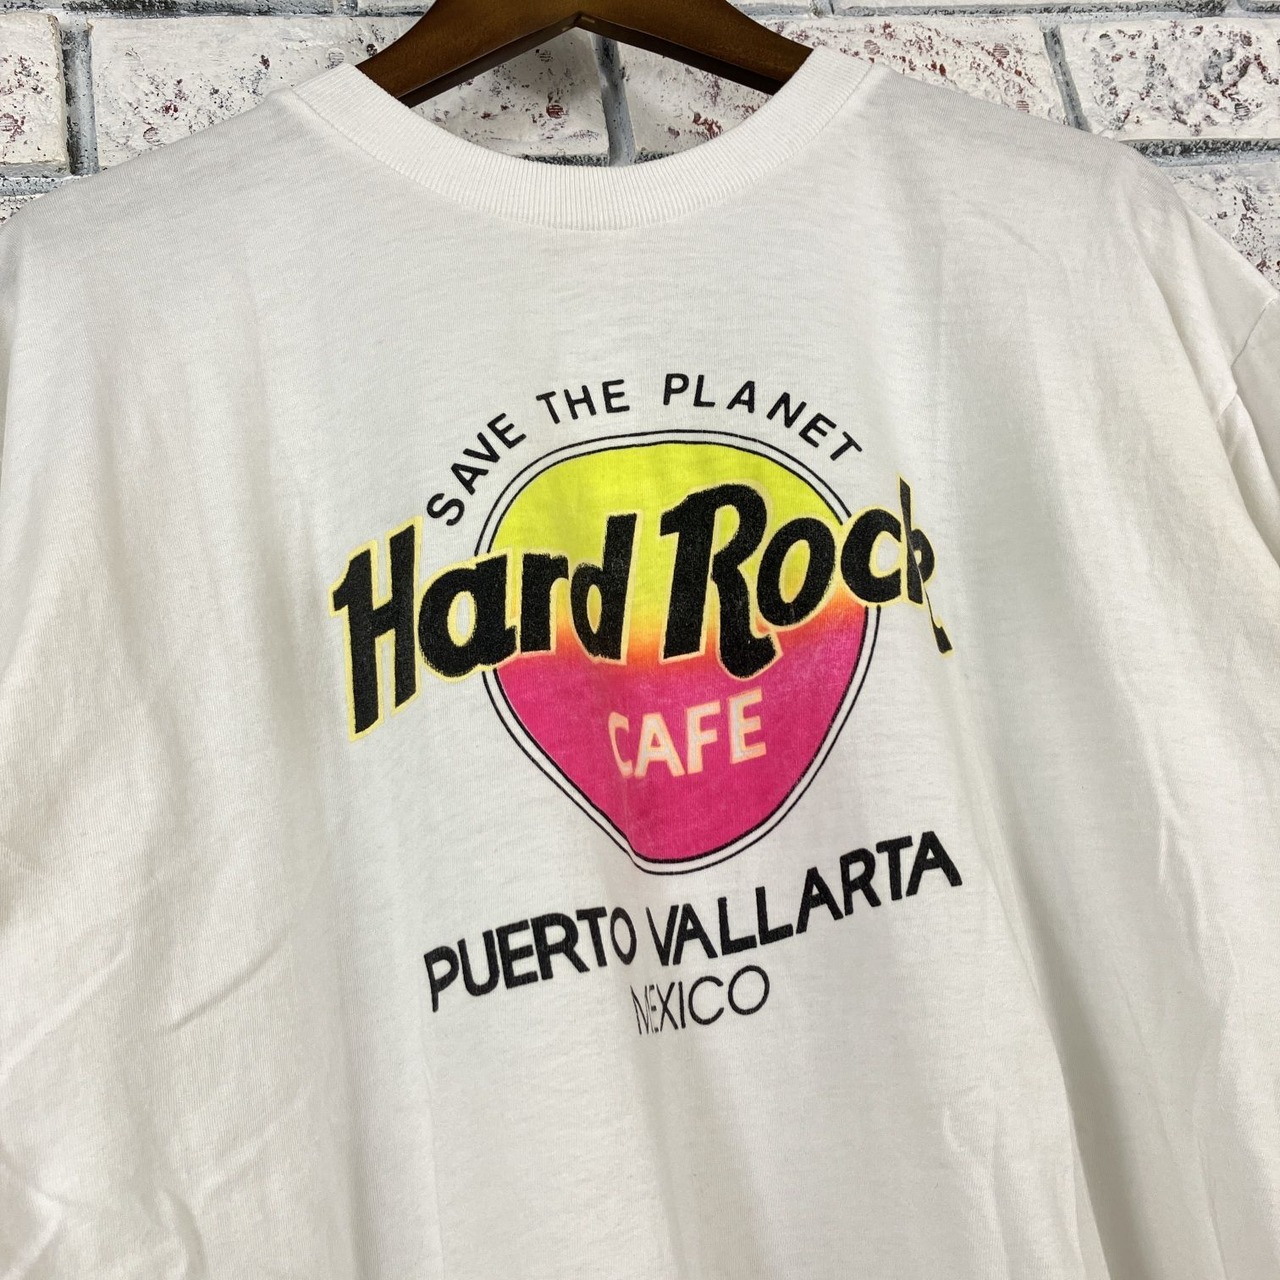 SAVE THE PLANET
Hard Rock
CAFE
PUERTO VALLARTA
MEXICO